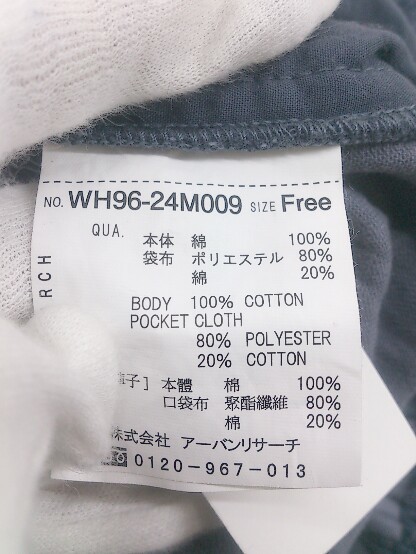 NO. WH96-24M009 SIZE Free
QUA.
本体 綿 100%
袋布 ポリエステル 80%
綿 20%
BODY 100% COTTON
POCKET CLOTH
80% POLYESTER
20% COTTON
子] 本體 棉 100%
口袋布 聚酯纖維 80%
棉 20%
株式会社 アーバンリサーチ
0120-967-013
RCH